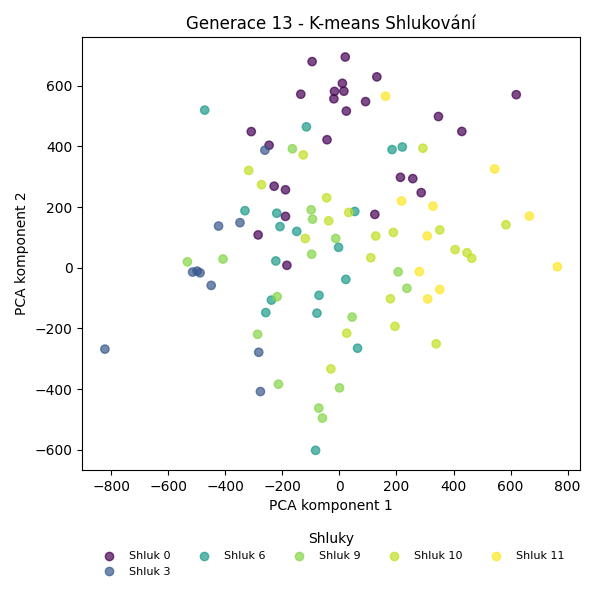 Generace 13 - K-means Shlukování
PCA komponent 2
600
400
200
0
−200
−400
−600
−800 −600 −400 −200 0 200 400 600 800
PCA komponent 1
Shluky
Shluk 0 Shluk 6 Shluk 9 Shluk 10 Shluk 11
Shluk 3